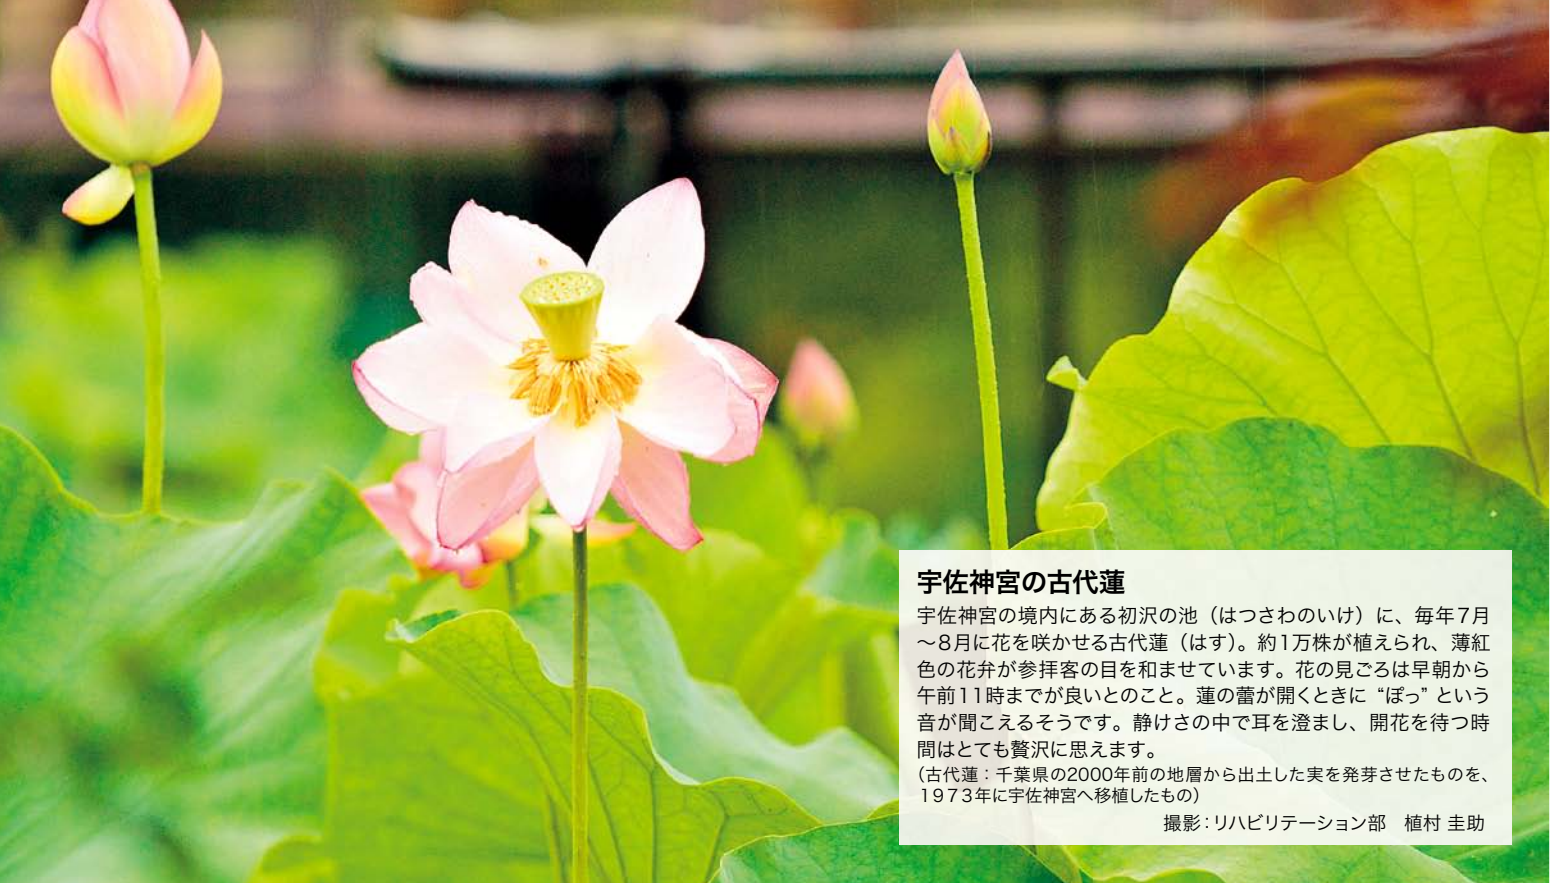 宇佐神宮の古代蓮
宇佐神宮の境内にある初沢の池（はつさわのいけ）に、毎年7月
〜8月に花を咲かせる古代蓮（はす）。約1万株が植えられ、薄紅
色の花弁が参拝客の目を和ませています。花の見ごろは早朝から
午前11時までが良いとのこと。蓮の蕾が開くときに“ぽっ”という
音が聞こえるそうです。静けさの中で耳を澄まし、開花を待つ時
間はとても贅沢に思えます。
（古代蓮：千葉県の2000年前の地層から出土した実を発芽させたものを、
1973年に宇佐神宮へ移植したもの）
撮影：リハビリテーション部　植村 圭助